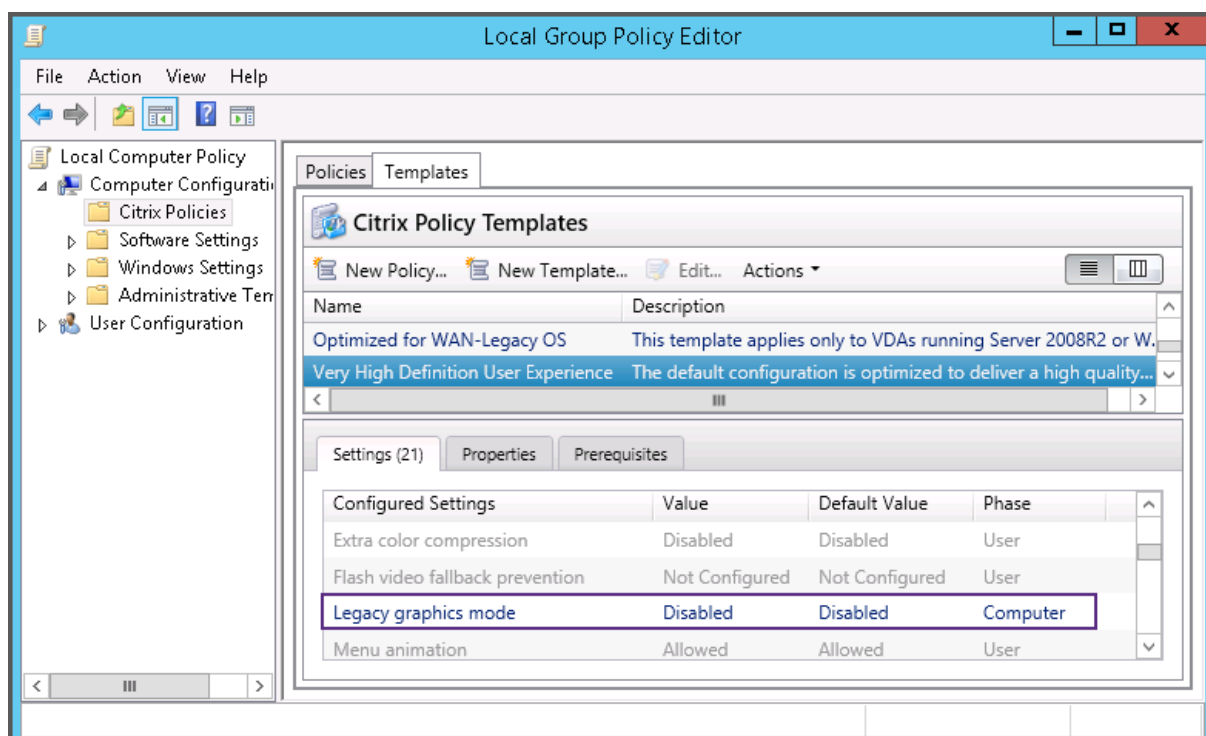 Local Group Policy Editor
File Action View Help
Local Computer Policy
Computer Configurati
Citrix Policies
Software Settings
Windows Settings
Administrative Tem
User Configuration
Policies Templates
Citrix Policy Templates
New Policy... New Template... Edit... Actions
Name Description
Optimized for WAN-Legacy OS This template applies only to VDAs running Server 2008R2 or W.
Very High Definition User Experience The default configuration is optimized to deliver a high quality...
Settings (21) Properties Prerequisites
Configured Settings Value Default Value Phase
Extra color compression Disabled Disabled User
Flash video fallback prevention Not Configured Not Configured User
Legacy graphics mode Disabled Disabled Computer
Menu animation Allowed Allowed User